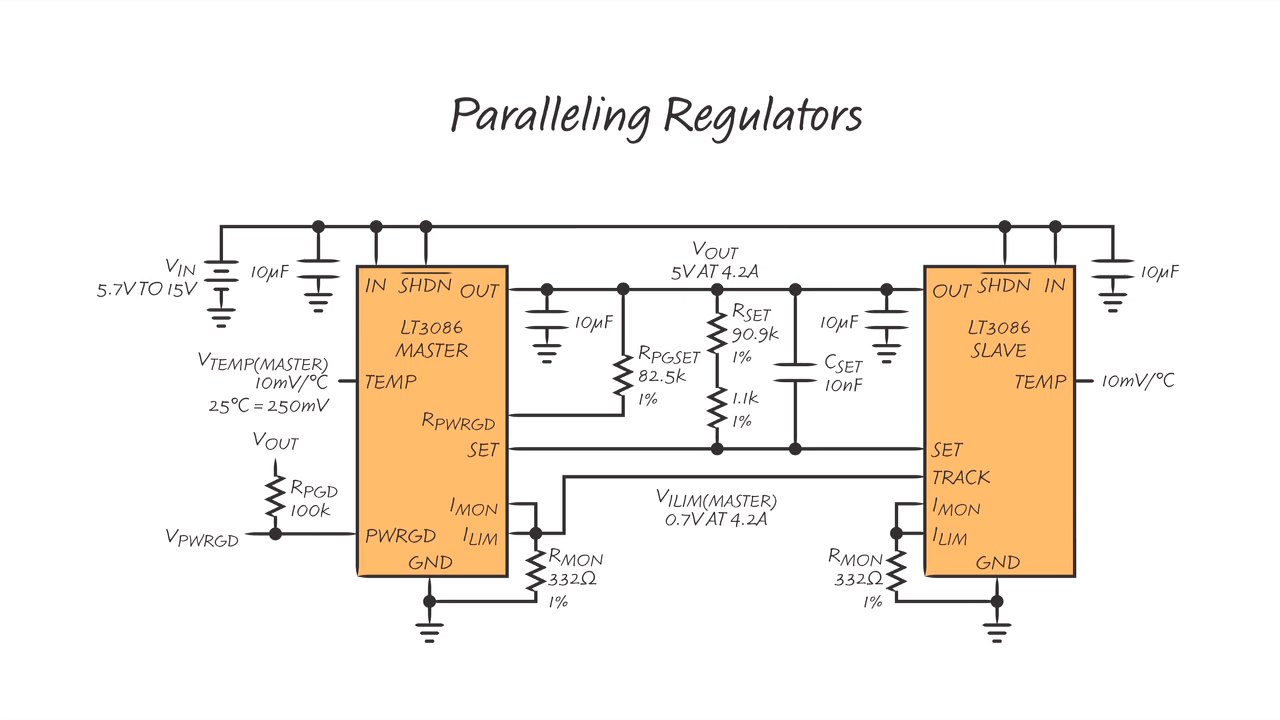 Paralleling Regulators
VIN
5.7V TO 15V
10µF
IN
SHDN
OUT
LT3086
MASTER
VTEMP(MASTER)
10mV/°C
25°C = 250mV
TEMP
VOUT
RPGD
100k
VPWRGD
PWRGD
RPWRGD
SET
IMON
ILIM
GND
RMON
332Ω
1%
VOUT
5V AT 4.2A
10µF
RPGSET
82.5k
1%
RSET
90.9k
1%
1.1k
1%
CSET
10nF
10µF
VILIM(MASTER)
0.7V AT 4.2A
OUT
SHDN
IN
LT3086
SLAVE
TEMP
10mV/°C
SET
TRACK
IMON
ILIM
GND
RMON
332Ω
1%
10µF